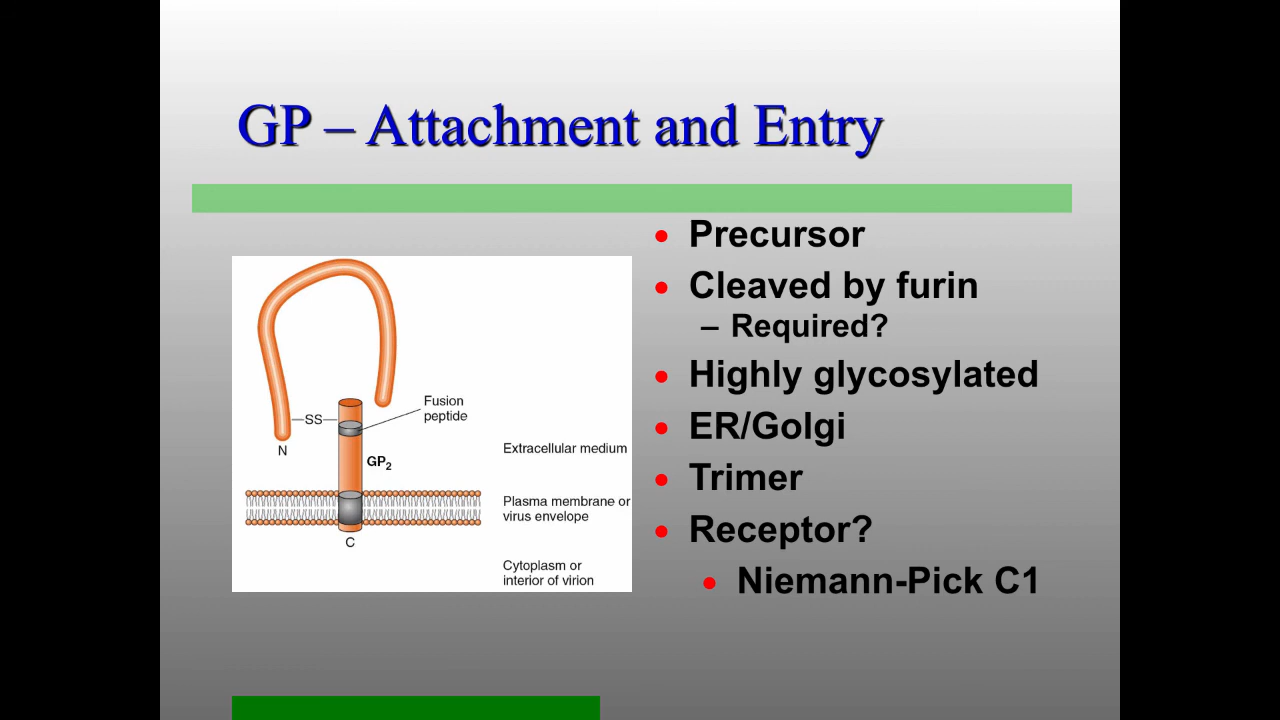 GP – Attachment and Entry
Fusion
peptide
–SS–
N
GP2
Extracellular medium
Plasma membrane or
virus envelope
C
Cytoplasm or
interior of virion
• Precursor
• Cleaved by furin
– Required?
• Highly glycosylated
• ER/Golgi
• Trimer
• Receptor?
• Niemann-Pick C1